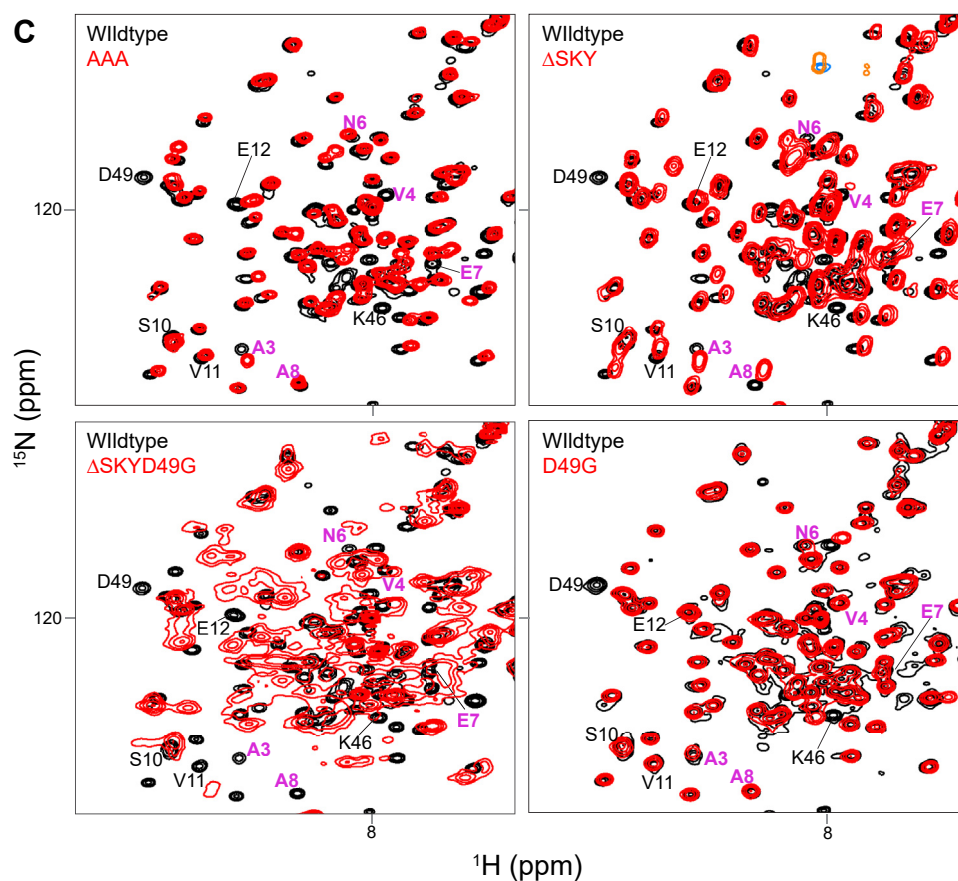 C
WIldtype
AAA
N6
E12
D49
V4
120
E7
K46
S10
A3
V11
A8
WIldtype
ΔSKY
N6
E12
D49
V4
E7
K46
S10
A3
V11
A8
8
8
WIldtype
ΔSKYD49G
N6
D49
V4
120
E12
E7
K46
S10
A3
V11
A8
8
WIldtype
D49G
N6
D49
E12
V4
E7
K46
S10
A3
V11
A8
8
¹⁵N (ppm)
¹H (ppm)